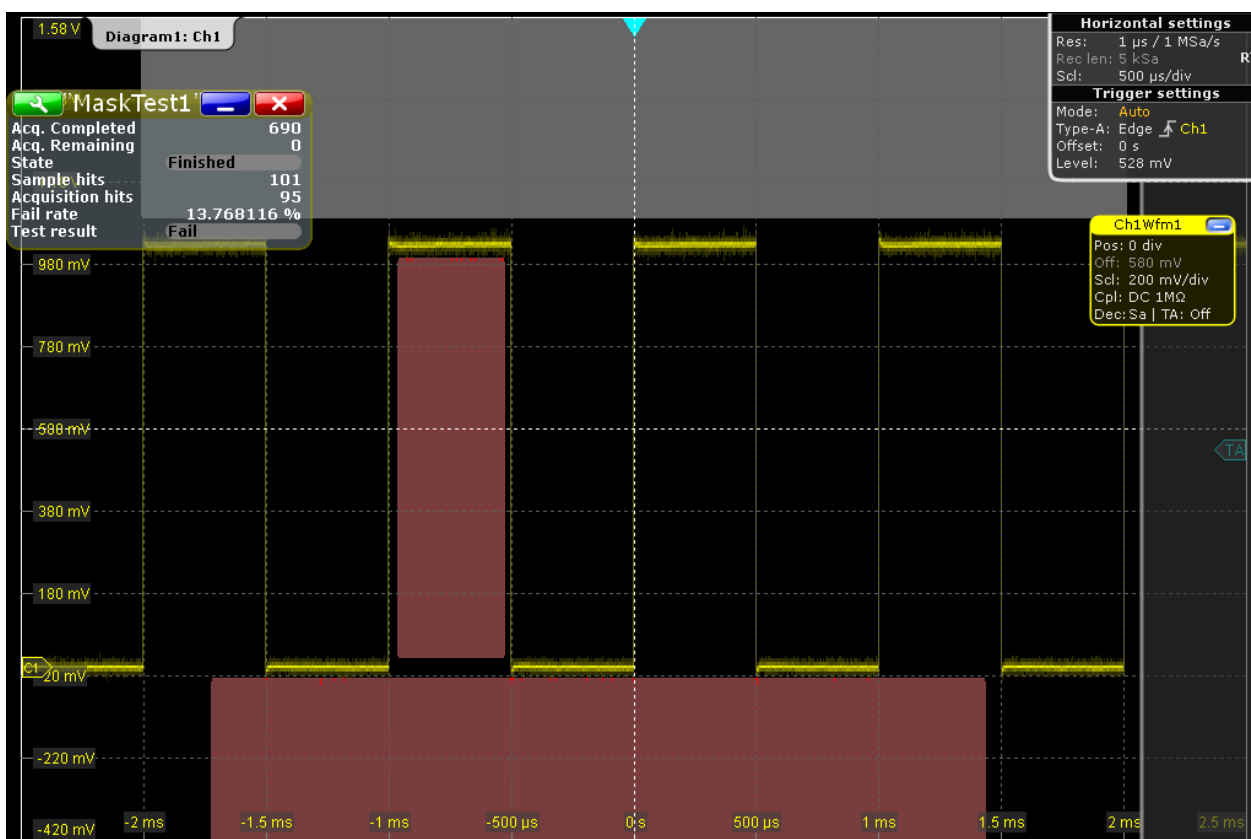 1.58 V
Diagram1: Ch1
Horizontal settings
Res: 1 µs / 1 MSa/s
Rec len: 5 kSa
Scl: 500 µs/div
Trigger settings
Mode: Auto
Type-A: Edge Ch1
Offset: 0 s
Level: 528 mV
MaskTest1
Acq. Completed 690
Acq. Remaining 0
State Finished
Sample hits 101
Acquisition hits 95
Fail rate 13.768116 %
Test result Fail
Ch1Wfm1
Pos: 0 div
Off: 580 mV
Scl: 200 mV/div
Cpl: DC 1MΩ
Dec: Sa | TA: Off
980 mV
780 mV
580 mV
TA
380 mV
180 mV
C1
-20 mV
-220 mV
-420 mV
-2 ms -1.5 ms -1 ms -500 µs 0 s 500 µs 1 ms 1.5 ms 2 ms 2.5 ms